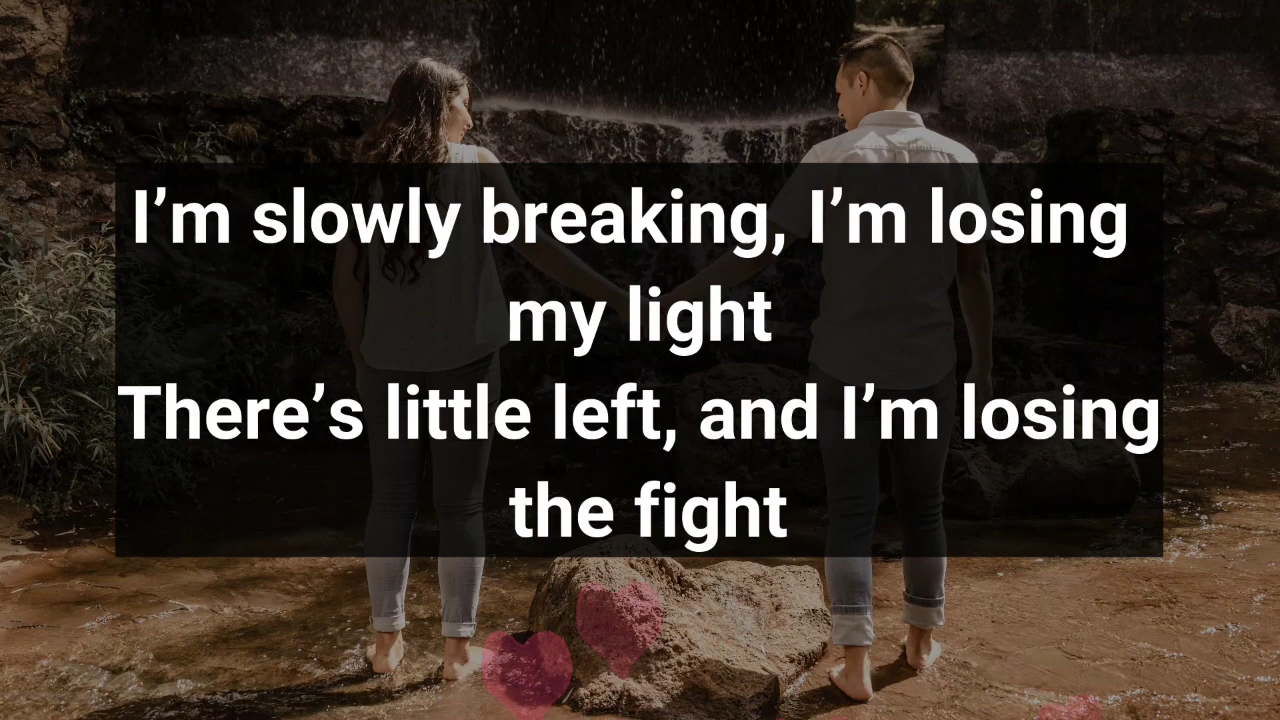 I’m slowly breaking, I’m losing
my light
There’s little left, and I’m losing
the fight